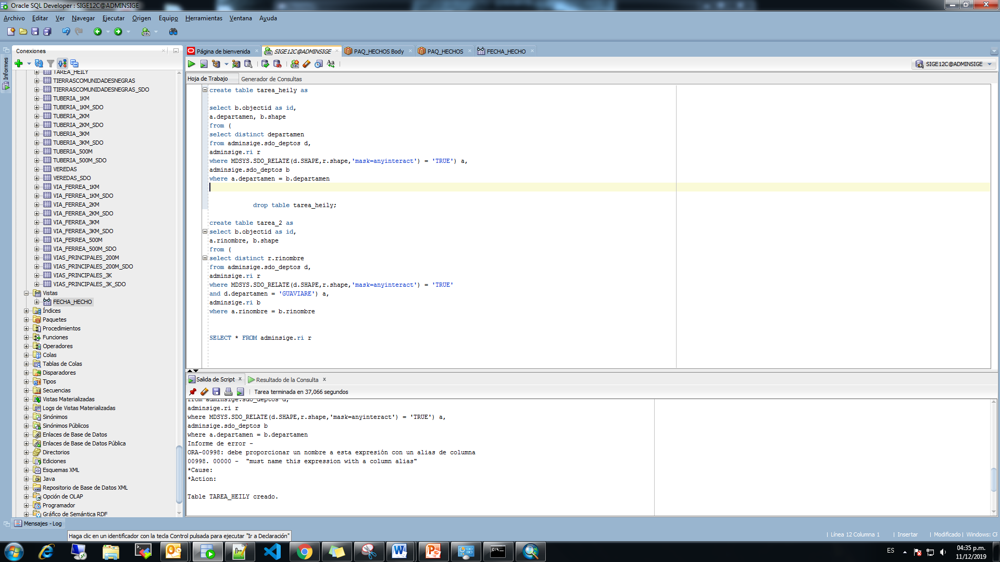 Oracle SQL Developer : SIGE12C@ADMINSIGE
Archivo Editar Ver Navegar Ejecutar Origen Equipo Herramientas Ventana Ayuda
Informes
Conexiones
TAREA_HEILY
TIERRASCOMUNIDADESNEGRAS
TIERRASCOMUNIDADESNEGRAS_SDO
TUBERIA_1KM
TUBERIA_1KM_SDO
TUBERIA_2KM
TUBERIA_2KM_SDO
TUBERIA_3KM
TUBERIA_3KM_SDO
TUBERIA_500M
TUBERIA_500M_SDO
VEREDAS
VEREDAS_SDO
VIA_FERREA_1KM
VIA_FERREA_1KM_SDO
VIA_FERREA_2KM
VIA_FERREA_2KM_SDO
VIA_FERREA_3KM
VIA_FERREA_3KM_SDO
VIA_FERREA_500M
VIA_FERREA_500M_SDO
VIAS_PRINCIPALES_200M
VIAS_PRINCIPALES_200M_SDO
VIAS_PRINCIPALES_3K
VIAS_PRINCIPALES_3K_SDO
Vistas
FECHA_HECHO
Índices
Paquetes
Procedimientos
Funciones
Operadores
Colas
Tablas de Colas
Disparadores
Tipos
Secuencias
Vistas Materializadas
Logs de Vistas Materializadas
Sinónimos
Sinónimos Públicos
Enlaces de Base de Datos
Enlaces de Base de Datos Pública
Directorios
Ediciones
Esquemas XML
Java
Repositorio de Base de Datos XML
Opción de OLAP
Programador
Gráfico de Semántica RDF
Página de bienvenida SIGE12C@ADMINSIGE PAQ_HECHOS Body PAQ_HECHOS FECHA_HECHO
SIGE12C@ADMINSIGE
Hoja de Trabajo Generador de Consultas
create table tarea_heily as
select b.objectid as id,
a.departamen, b.shape
from (
select distinct departamen
from adminsige.sdo_deptos d,
adminsige.ri r
where MDSYS.SDO_RELATE(d.SHAPE,r.shape,'mask=anyinteract') = 'TRUE') a,
adminsige.sdo_deptos b
where a.departamen = b.departamen
drop table tarea_heily;
create table tarea_2 as
select b.objectid as id,
a.rinombre, b.shape
from (
select distinct r.rinombre
from adminsige.sdo_deptos d,
adminsige.ri r
where MDSYS.SDO_RELATE(d.SHAPE,r.shape,'mask=anyinteract') = 'TRUE'
and d.departamen = 'GUAVIARE') a,
adminsige.ri b
where a.rinombre = b.rinombre
SELECT * FROM adminsige.ri r
Salida de Script Resultado de la Consulta
Tarea terminada en 37,066 segundos
from adminsige.sdo_deptos d,
adminsige.ri r
where MDSYS.SDO_RELATE(d.SHAPE,r.shape,'mask=anyinteract') = 'TRUE') a,
adminsige.sdo_deptos b
where a.departamen = b.departamen
Informe de error -
ORA-00998: debe proporcionar un nombre a esta expresión con un alias de columna
00998. 00000 -  "must name this expression with a column alias"
*Cause:
*Action:
Table TAREA_HEILY creado.
Mensajes - Log
Haga clic en un identificador con la tecla Control pulsada para ejecutar "Ir a Declaración"
Línea 12 Columna 1 | Insertar | Modificado | Windows: CF
ES
04:35 p.m.
11/12/2019